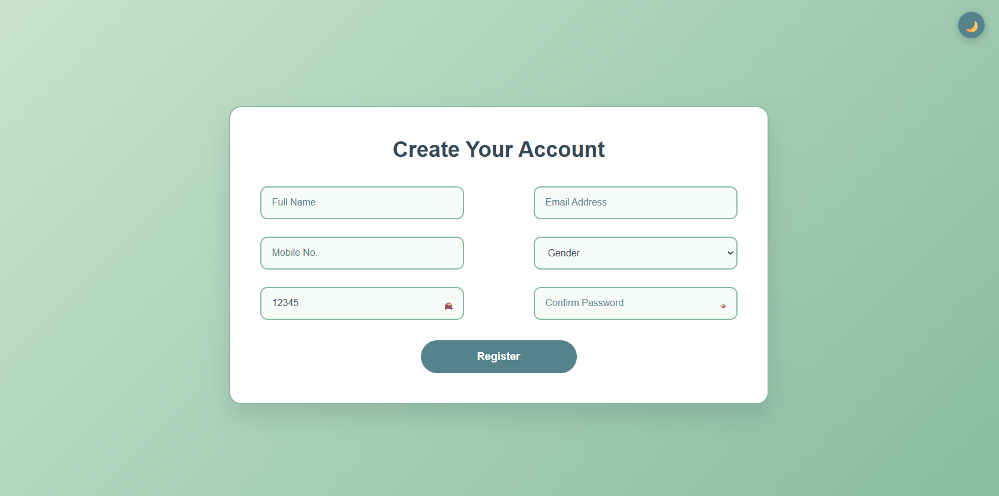 Create Your Account
Full Name
Email Address
Mobile No.
Gender
12345
Confirm Password
Register